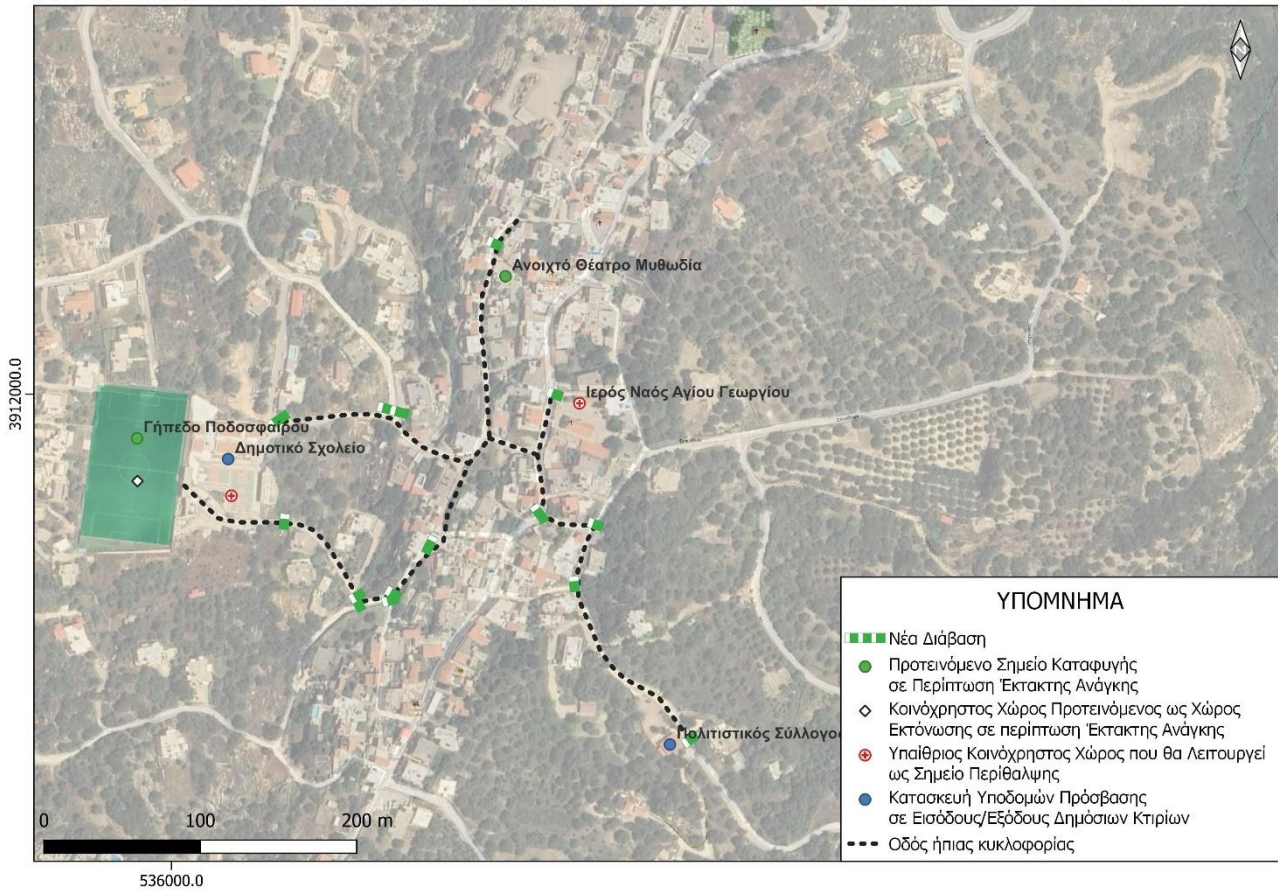 Ανοιχτό Θέατρο Μυθωδία
Ιερός Ναός Αγίου Γεωργίου
Γήπεδο Ποδοσφαίρου
Δημοτικό Σχολείο
Πολιτιστικός Σύλλογος
3912000.0
536000.0
0 100 200 m
ΥΠΟΜΝΗΜΑ
Νέα Διάβαση
Προτεινόμενο Σημείο Καταφυγής
σε Περίπτωση Έκτακτης Ανάγκης
Κοινόχρηστος Χώρος Προτεινόμενος ως Χώρος
Εκτόνωσης σε περίπτωση Έκτακτης Ανάγκης
Υπαίθριος Κοινόχρηστος Χώρος που θα Λειτουργεί
ως Σημείο Περίθαλψης
Κατασκευή Υποδομών Πρόσβασης
σε Εισόδους/Εξόδους Δημόσιων Κτιρίων
Οδός ήπιας κυκλοφορίας